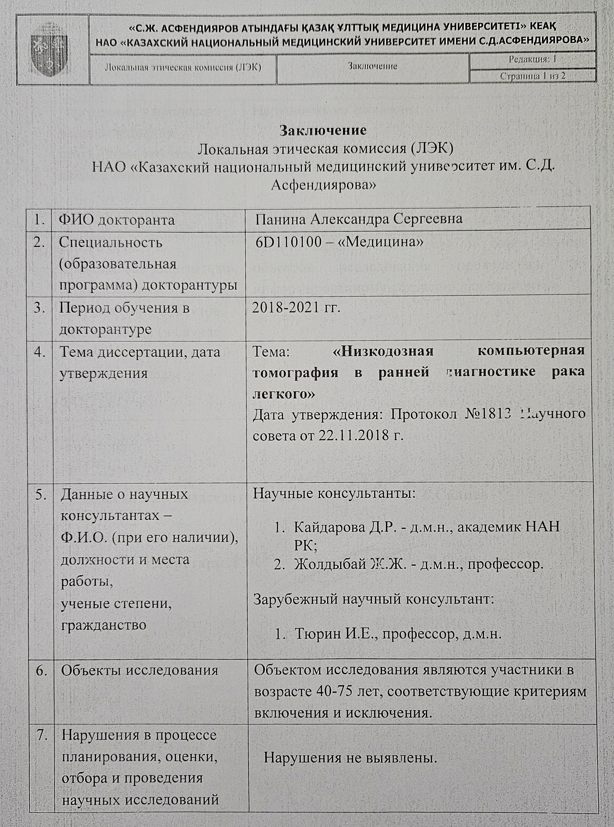 «С.Ж. АСФЕНДИЯРОВ АТЫНДАҒЫ ҚАЗАҚ ҰЛТТЫҚ МЕДИЦИНА УНИВЕРСИТЕТІ» КЕАҚ
НАО «КАЗАХСКИЙ НАЦИОНАЛЬНЫЙ МЕДИЦИНСКИЙ УНИВЕРСИТЕТ ИМЕНИ С.Д.АСФЕНДИЯРОВА»
Локальная этическая комиссия (ЛЭК)
Заключение
Редакция: 1
Страница 1 из 2
Заключение
Локальная этическая комиссия (ЛЭК)
НАО «Казахский национальный медицинский университет им. С.Д.
Асфендиярова»
1. ФИО докторанта
Панина Александра Сергеевна
2. Специальность
(образовательная
программа) докторантуры
6D110100 – «Медицина»
3. Период обучения в
докторантуре
2018-2021 гг.
4. Тема диссертации, дата
утверждения
Тема: «Низкодозная компьютерная
томография в ранней диагностике рака
легкого»
Дата утверждения: Протокол №1813 Научного
совета от 22.11.2018 г.
5. Данные о научных
консультантах –
Ф.И.О. (при его наличии),
должности и места
работы,
ученые степени,
гражданство
Научные консультанты:
1. Кайдарова Д.Р. - д.м.н., академик НАН
РК;
2. Жолдыбай Ж.Ж. - д.м.н., профессор.
Зарубежный научный консультант:
1. Тюрин И.Е., профессор, д.м.н.
6. Объекты исследования
Объектом исследования являются участники в
возрасте 40-75 лет, соответствующие критериям
включения и исключения.
7. Нарушения в процессе
планирования, оценки,
отбора и проведения
научных исследований
Нарушения не выявлены.